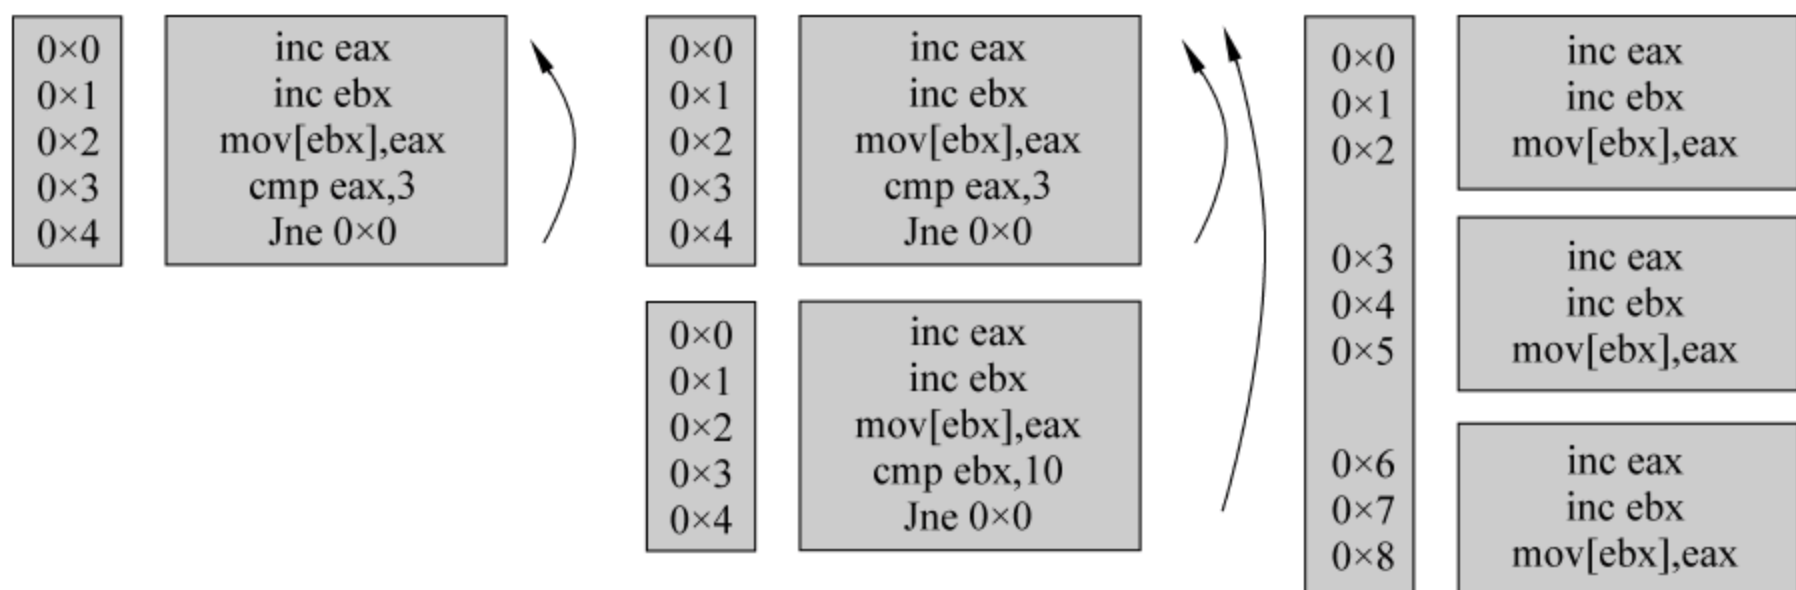 0×0 inc eax
0×1 inc ebx
0×2 mov[ebx],eax
0×3 cmp eax,3
0×4 Jne 0×0
0×0 inc eax
0×1 inc ebx
0×2 mov[ebx],eax
0×3 cmp eax,3
0×4 Jne 0×0
0×0 inc eax
0×1 inc ebx
0×2 mov[ebx],eax
0×3 cmp ebx,10
0×4 Jne 0×0
0×0 inc eax
0×1 inc ebx
0×2 mov[ebx],eax
0×3 inc eax
0×4 inc ebx
0×5 mov[ebx],eax
0×6 inc eax
0×7 inc ebx
0×8 mov[ebx],eax